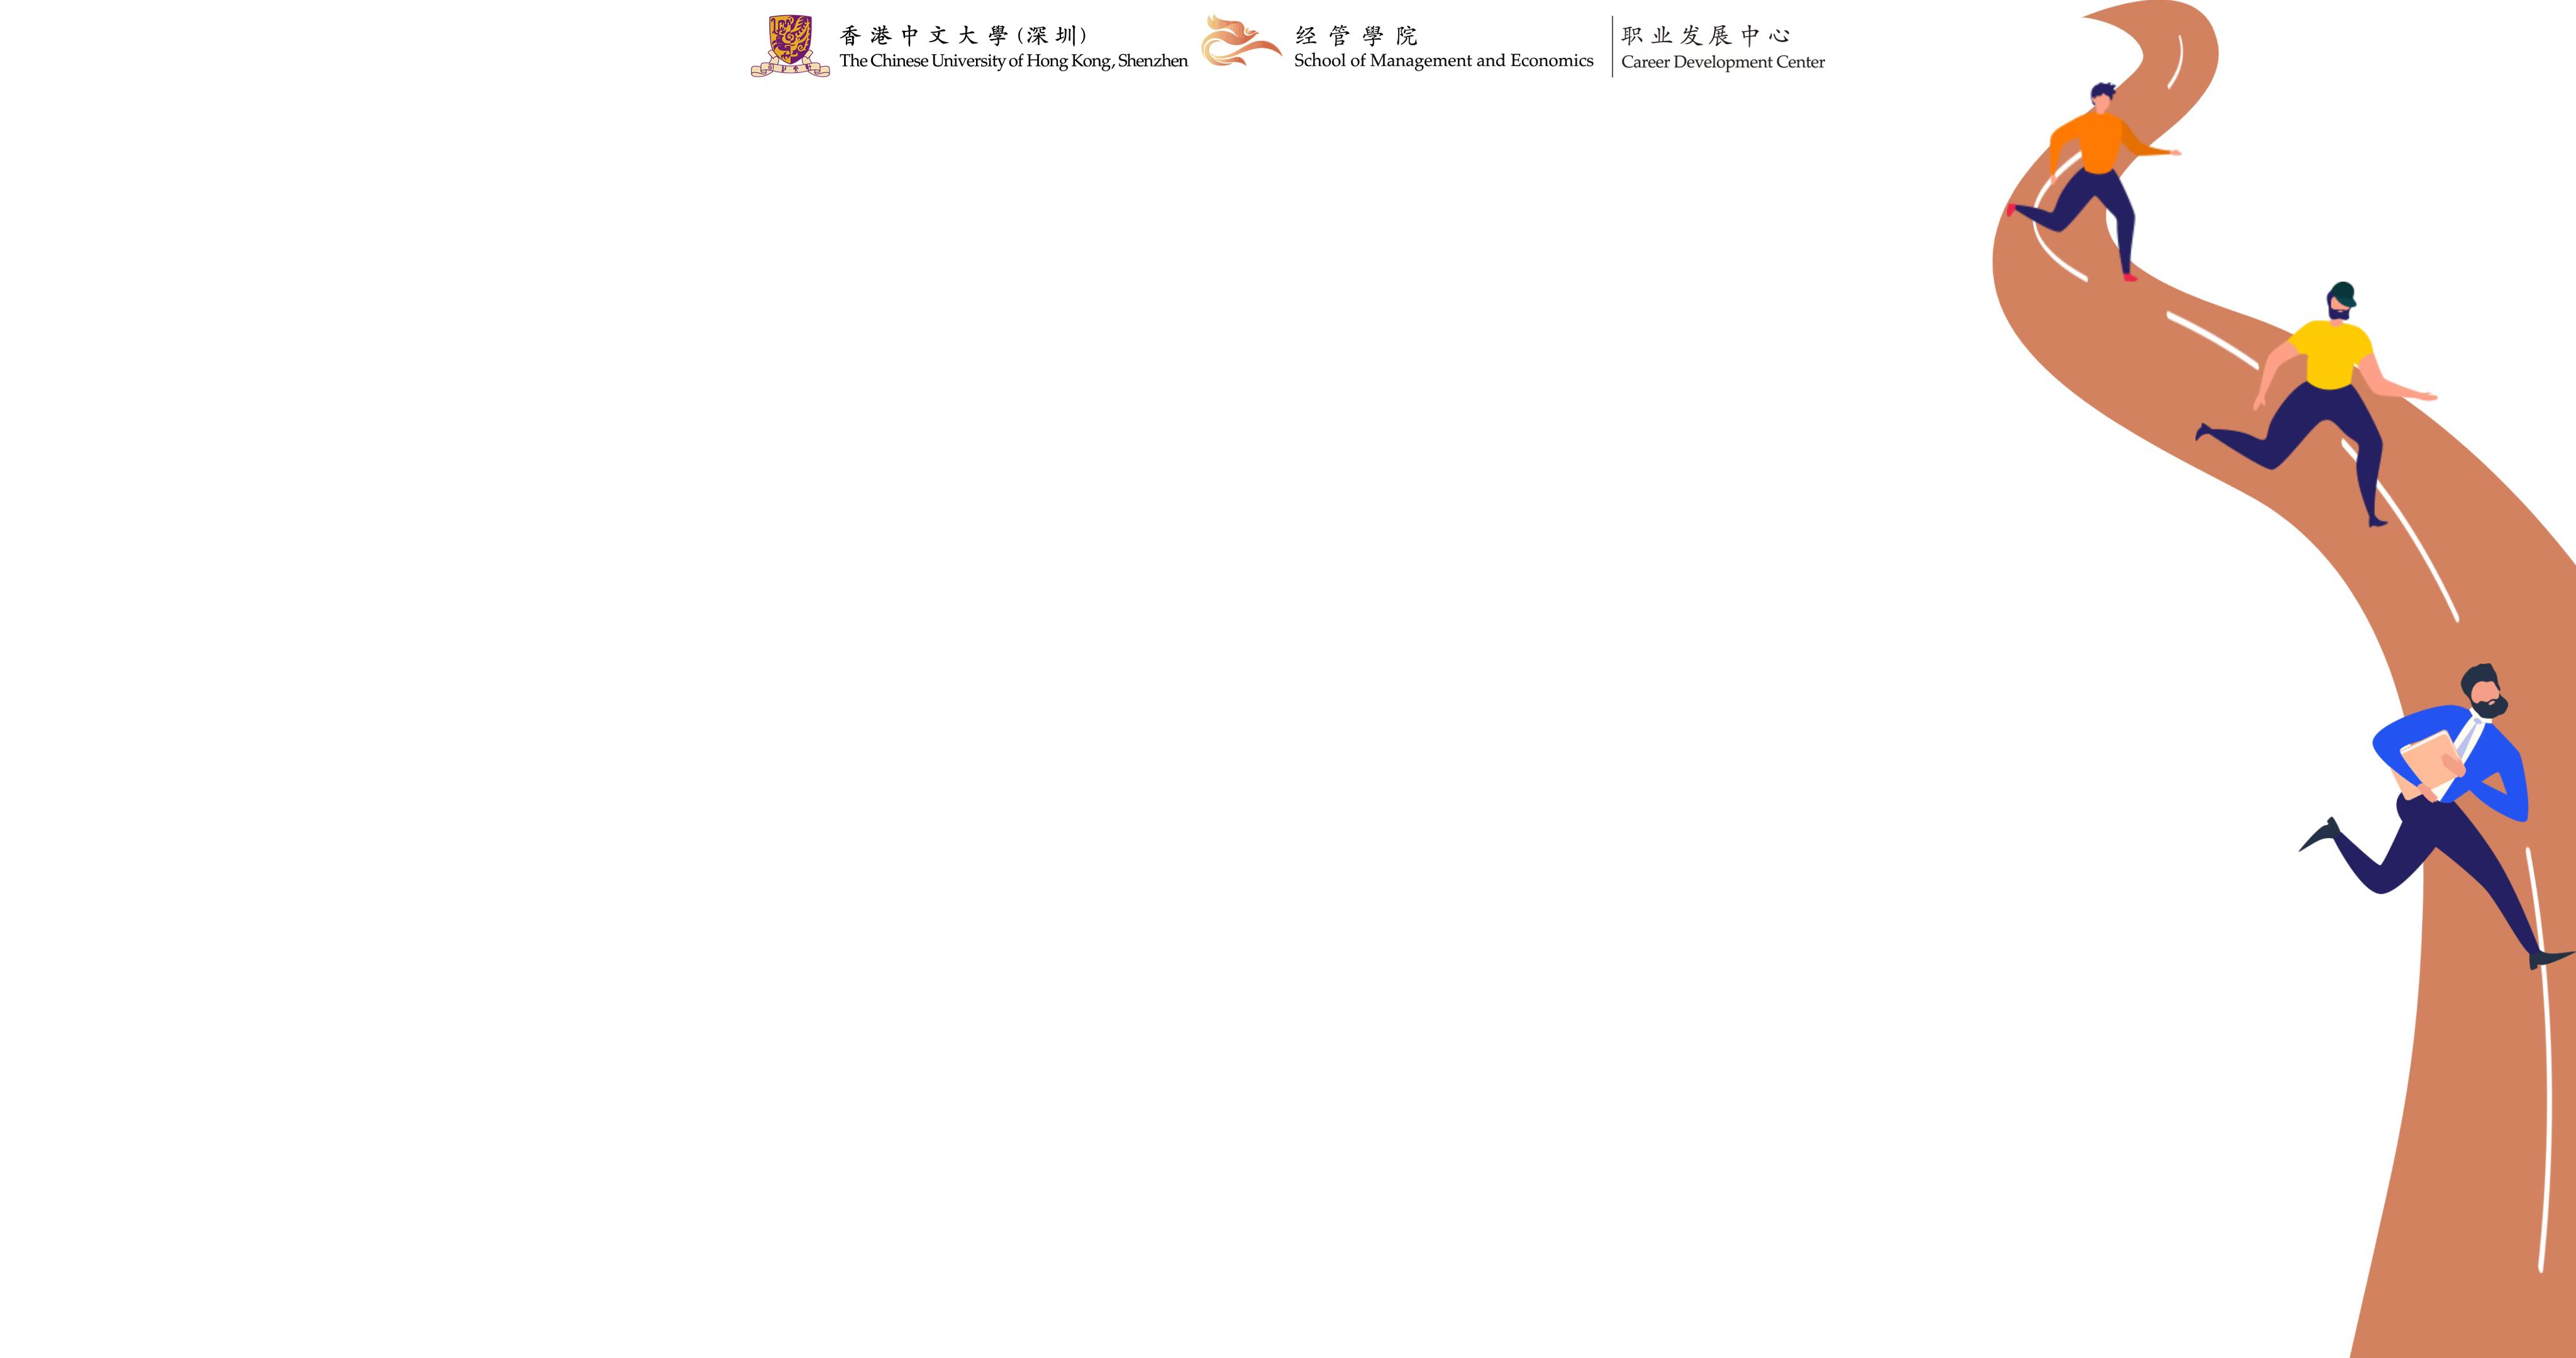 香港中文大學(深圳)
The Chinese University of Hong Kong, Shenzhen
经管學院
School of Management and Economics
职业发展中心
Career Development Center